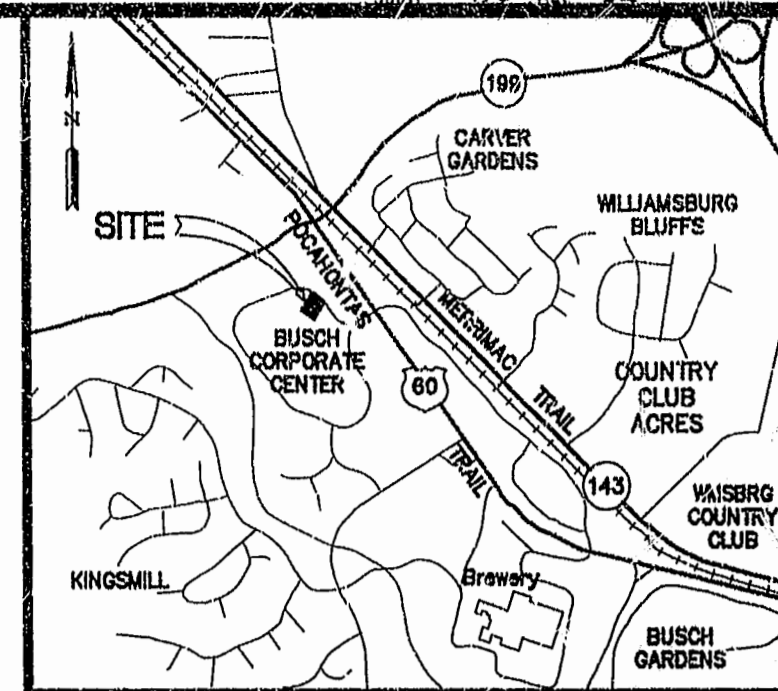 199
N
CARVER
GARDENS
WILLIAMSBURG
BLUFFS
SITE
POCAHONTAS
MERRIMAC
BUSCH
CORPORATE
CENTER
60
TRAIL
COUNTRY
CLUB
ACRES
TRAIL
143
WMSBRG
COUNTRY
CLUB
KINGSMILL
Brewery
BUSCH
GARDENS